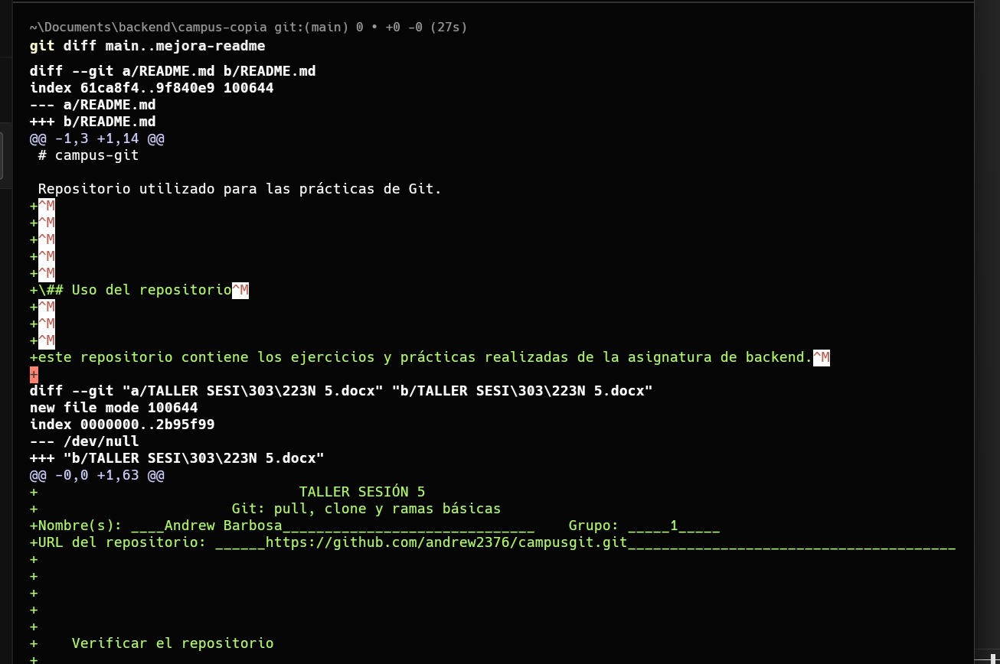 ~\Documents\backend\campus-copia git:(main) 0 • +0 -0 (27s)
git diff main..mejora-readme
diff --git a/README.md b/README.md
index 61ca8f4..9f840e9 100644
--- a/README.md
+++ b/README.md
@@ -1,3 +1,14 @@
 # campus-git
 Repositorio utilizado para las prácticas de Git.
+^M
+^M
+^M
+^M
+^M
+\## Uso del repositorio^M
+^M
+^M
+^M
+este repositorio contiene los ejercicios y prácticas realizadas de la asignatura de backend.^M
+
diff --git "a/TALLER SESI\303\223N 5.docx" "b/TALLER SESI\303\223N 5.docx"
new file mode 100644
index 0000000..2b95f99
--- /dev/null
+++ "b/TALLER SESI\303\223N 5.docx"
@@ -0,0 +1,63 @@
+                               TALLER SESIÓN 5
+                       Git: pull, clone y ramas básicas
+Nombre(s): ____Andrew Barbosa______________________________    Grupo: _____1_____
+URL del repositorio: ______https://github.com/andrew2376/campusgit.git_______________________________________
+
+
+
+
+
+    Verificar el repositorio
+